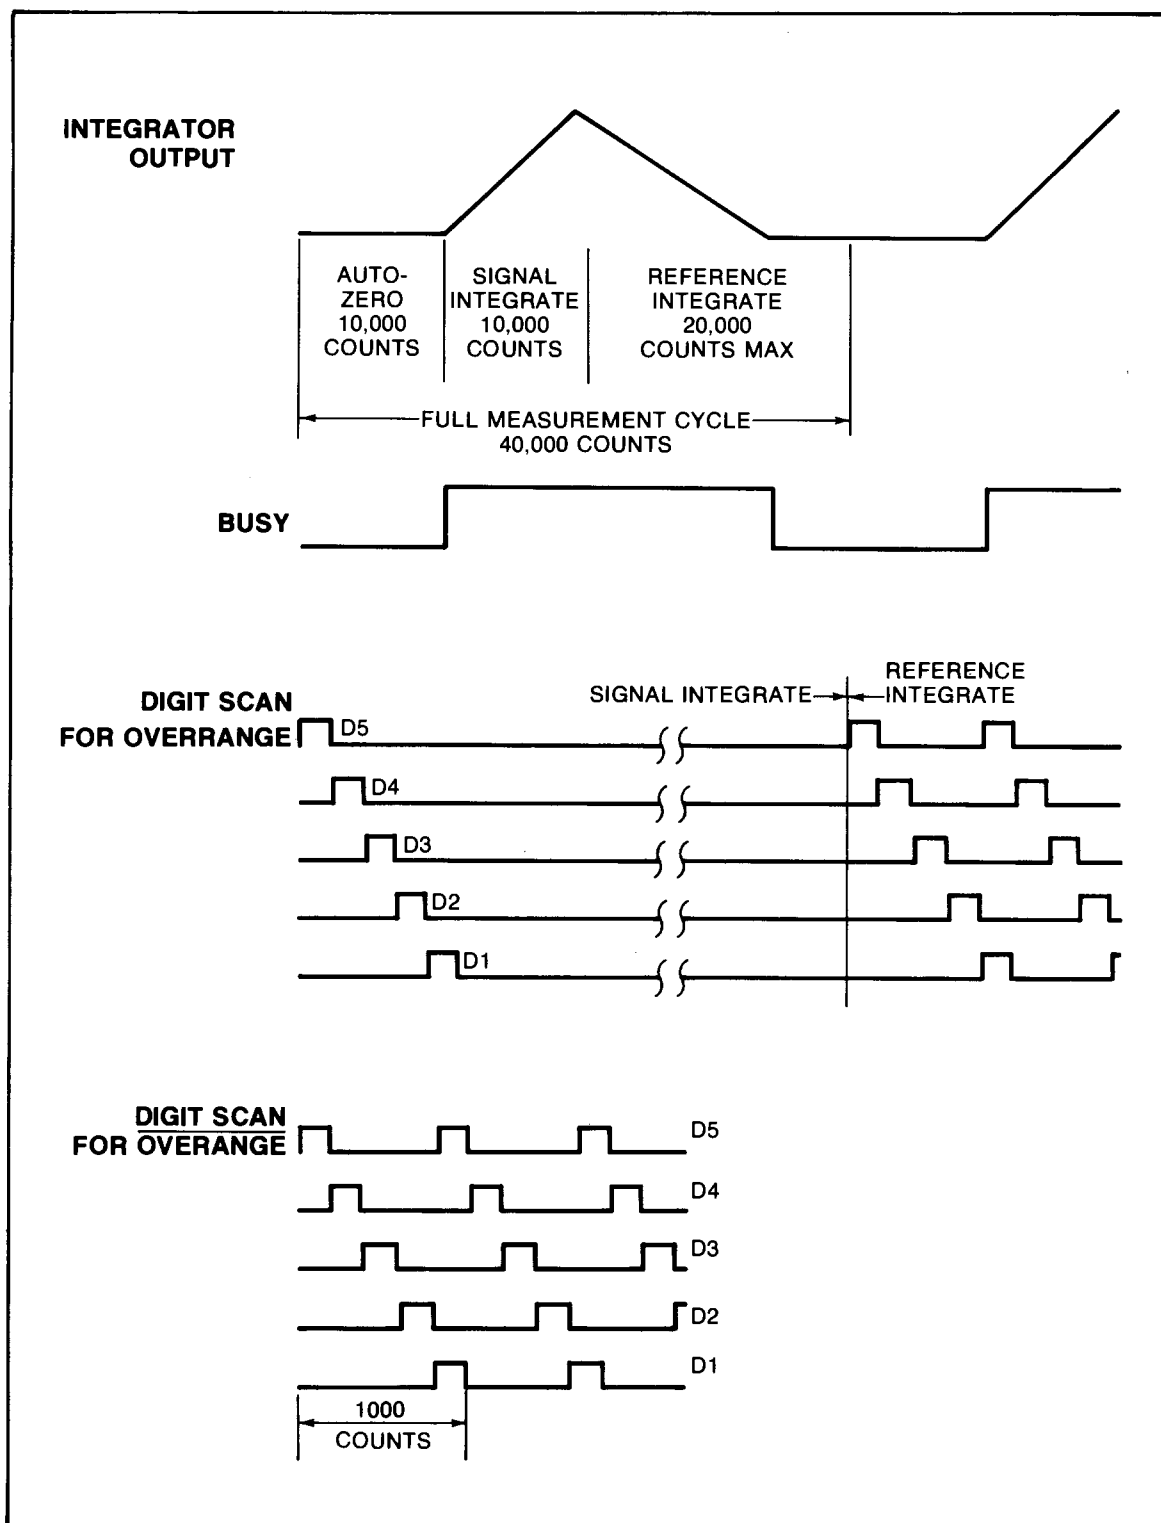 INTEGRATOR
OUTPUT
AUTO-
ZERO
10,000
COUNTS
SIGNAL
INTEGRATE
10,000
COUNTS
REFERENCE
INTEGRATE
20,000
COUNTS MAX
FULL MEASUREMENT CYCLE
40,000 COUNTS
BUSY
SIGNAL INTEGRATE
REFERENCE
INTEGRATE
DIGIT SCAN
FOR OVERRANGE
D5
D4
D3
D2
D1
DIGIT SCAN
FOR OVERANGE
D5
D4
D3
D2
D1
1000
COUNTS